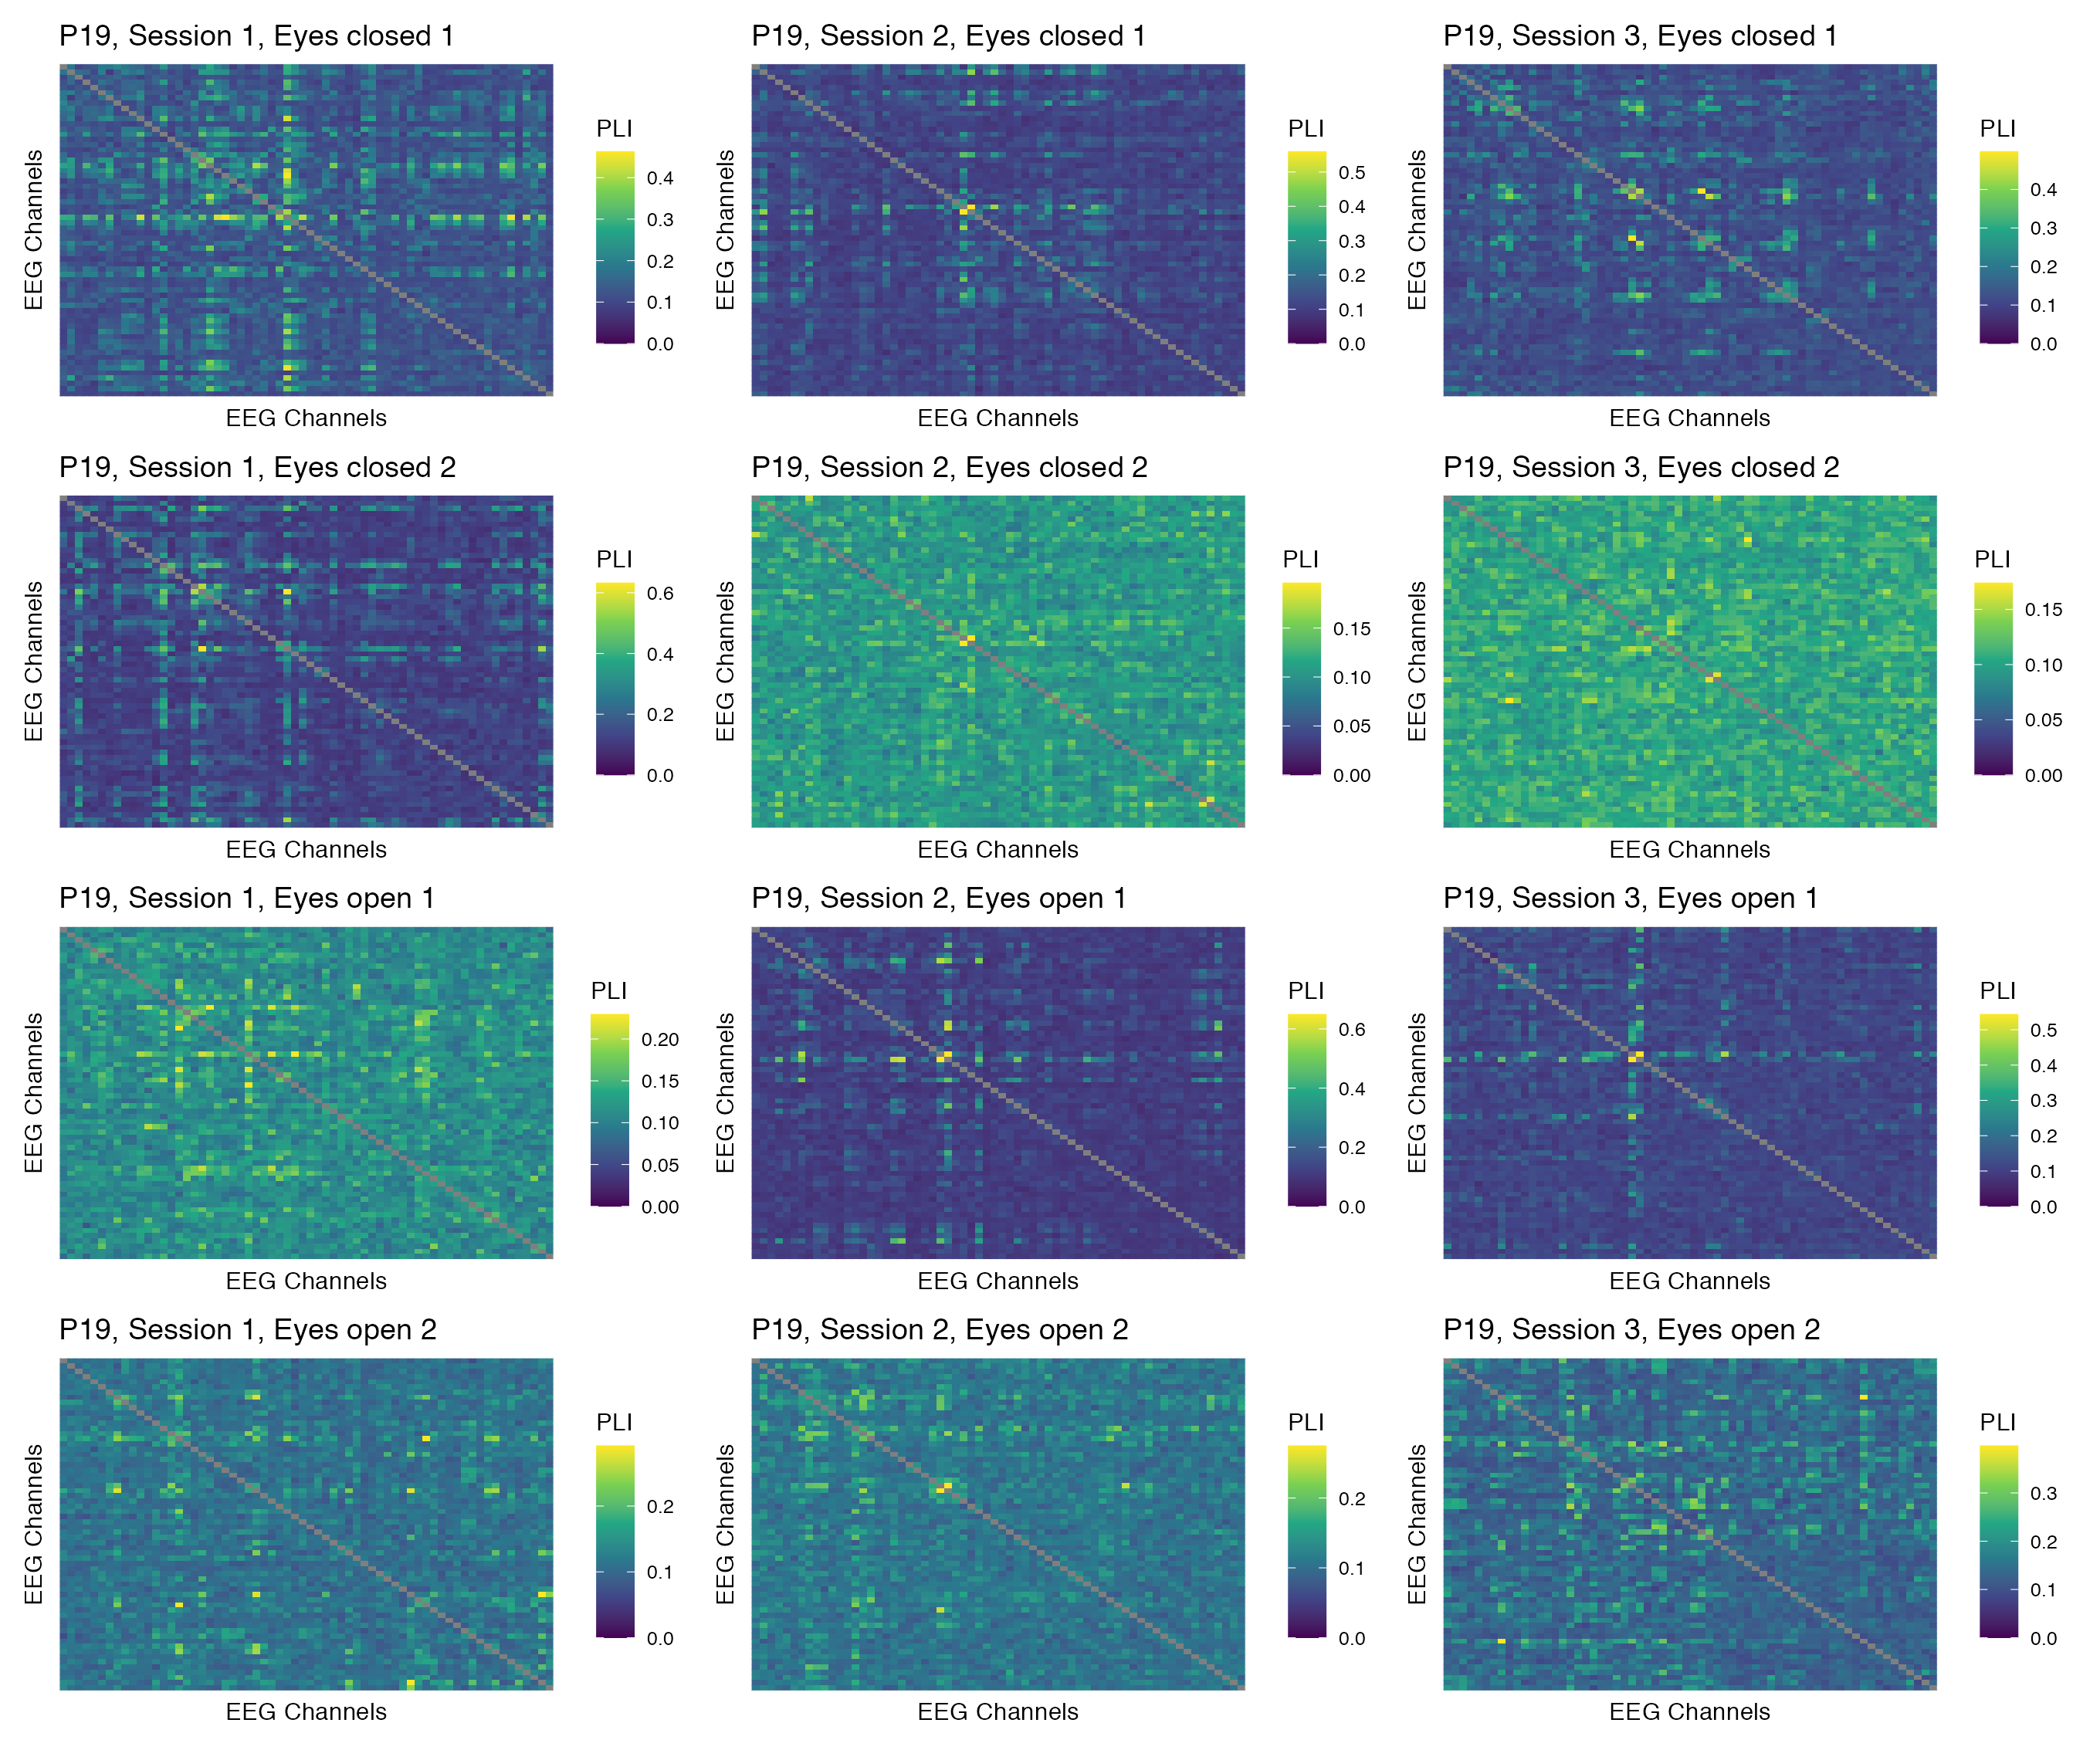 P19, Session 1, Eyes closed 1
EEG Channels
EEG Channels
PLI
0.4
0.3
0.2
0.1
0.0
P19, Session 2, Eyes closed 1
EEG Channels
EEG Channels
PLI
0.5
0.4
0.3
0.2
0.1
0.0
P19, Session 3, Eyes closed 1
EEG Channels
EEG Channels
PLI
0.4
0.3
0.2
0.1
0.0
P19, Session 1, Eyes closed 2
EEG Channels
EEG Channels
PLI
0.6
0.4
0.2
0.0
P19, Session 2, Eyes closed 2
EEG Channels
EEG Channels
PLI
0.15
0.10
0.05
0.00
P19, Session 3, Eyes closed 2
EEG Channels
EEG Channels
PLI
0.15
0.10
0.05
0.00
P19, Session 1, Eyes open 1
EEG Channels
EEG Channels
PLI
0.20
0.15
0.10
0.05
0.00
P19, Session 2, Eyes open 1
EEG Channels
EEG Channels
PLI
0.6
0.4
0.2
0.0
P19, Session 3, Eyes open 1
EEG Channels
EEG Channels
PLI
0.5
0.4
0.3
0.2
0.1
0.0
P19, Session 1, Eyes open 2
EEG Channels
EEG Channels
PLI
0.2
0.1
0.0
P19, Session 2, Eyes open 2
EEG Channels
EEG Channels
PLI
0.2
0.1
0.0
P19, Session 3, Eyes open 2
EEG Channels
EEG Channels
PLI
0.3
0.2
0.1
0.0